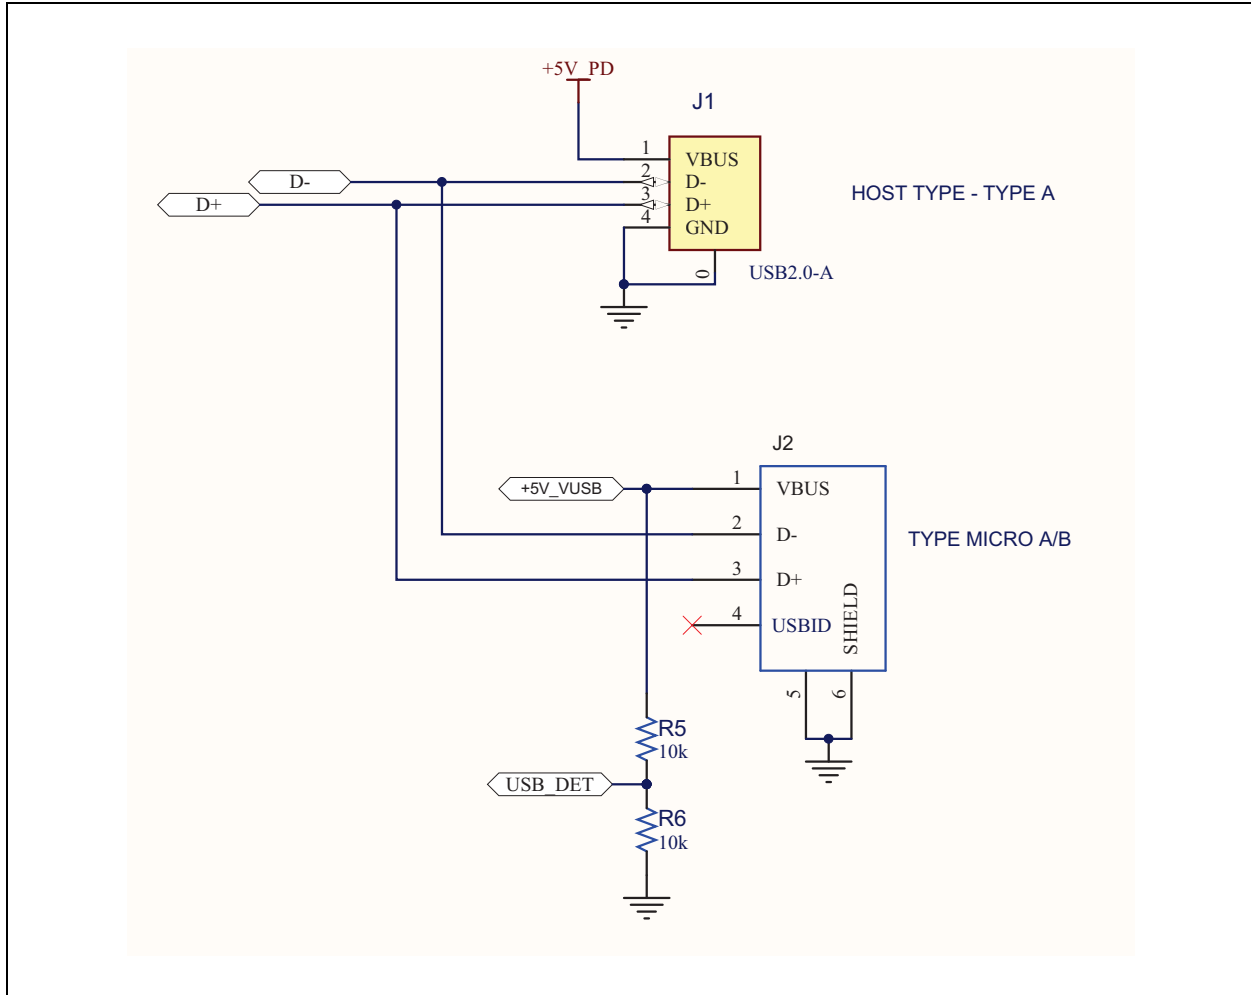 +5V_PD
J1
1
VBUS
D-
2
D-
HOST TYPE - TYPE A
D+
3
D+
4
GND
0
USB2.0-A
J2
+5V_VUSB
1
VBUS
2
D-
TYPE MICRO A/B
3
D+
4
USBID
SHIELD
5
6
R5
10k
USB_DET
R6
10k